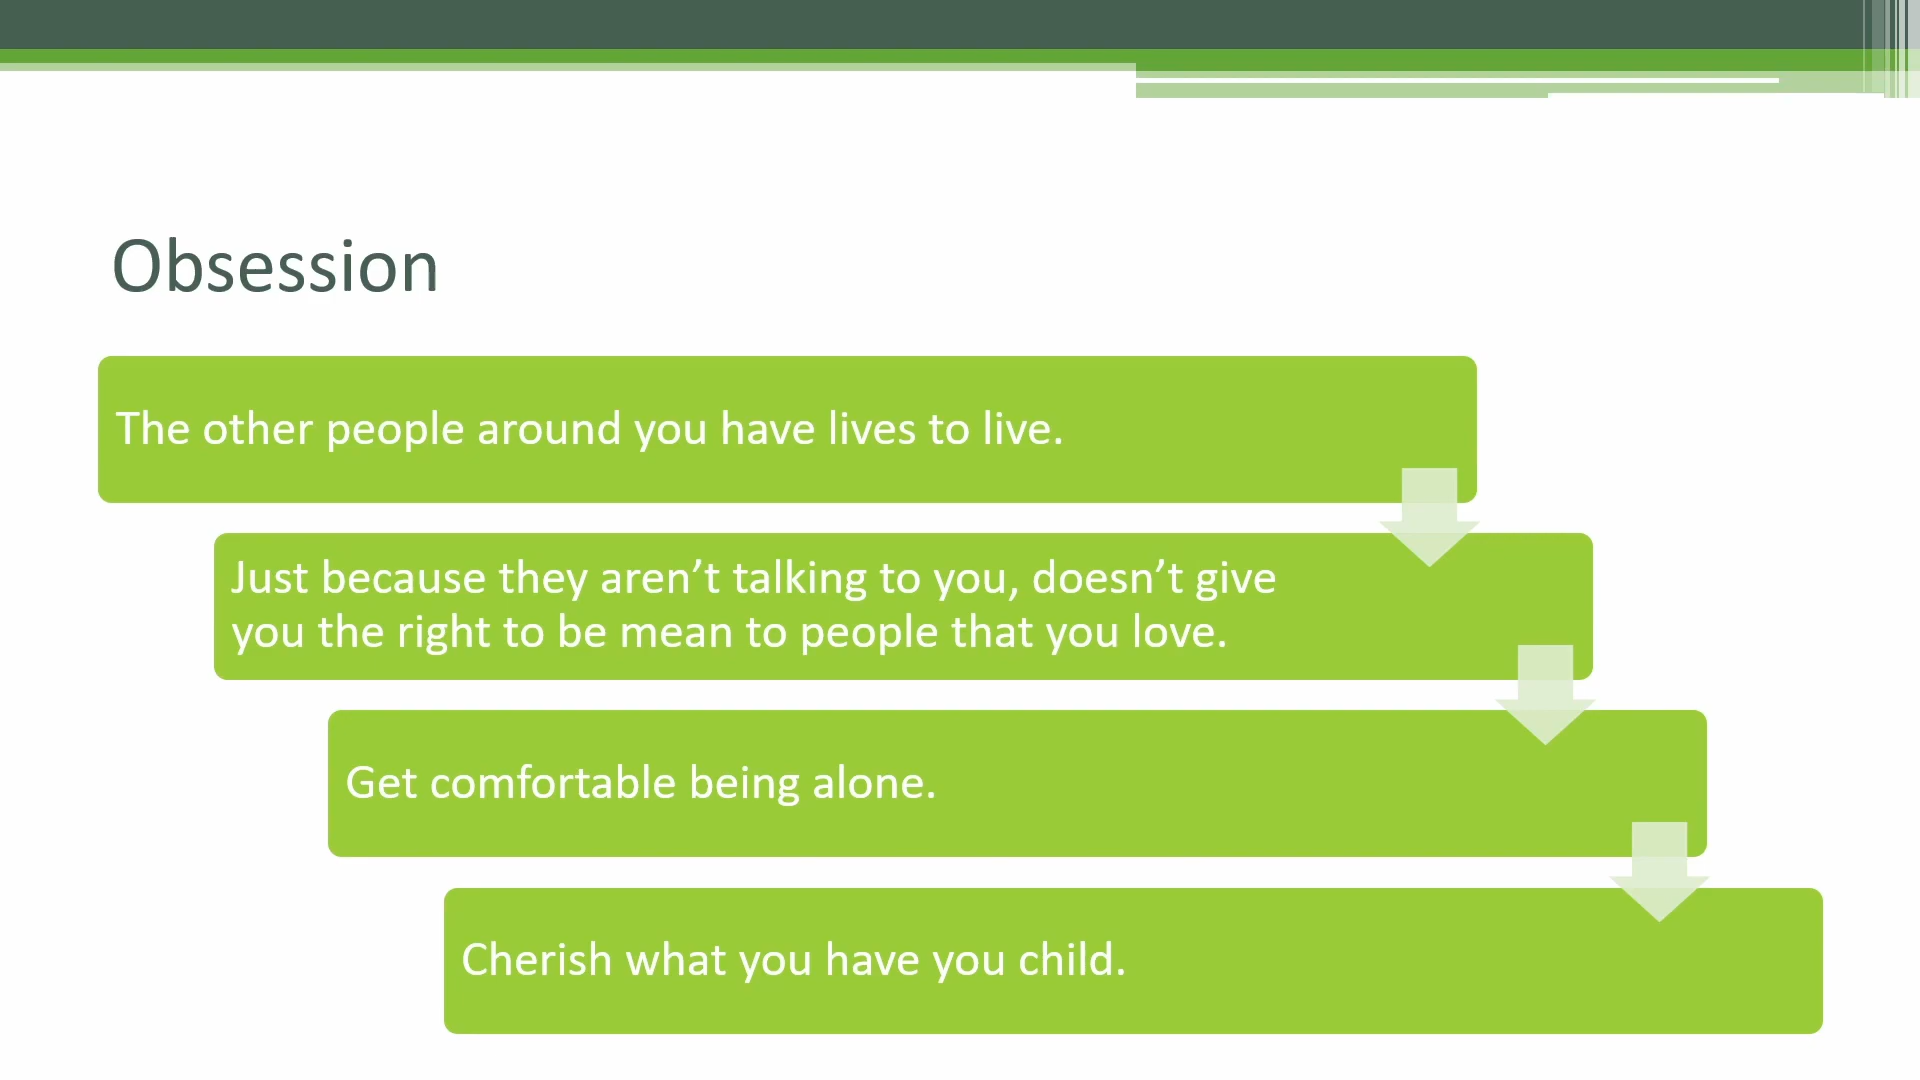 Obsession
The other people around you have lives to live.
Just because they aren’t talking to you, doesn’t give
you the right to be mean to people that you love.
Get comfortable being alone.
Cherish what you have you child.